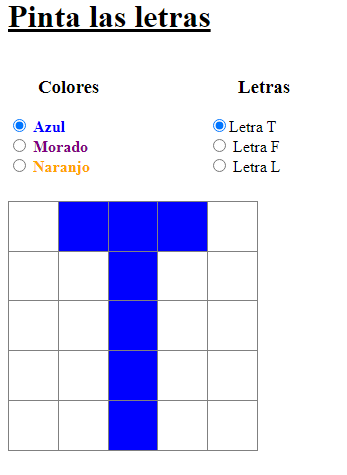 Pinta las letras
Colores Letras
Azul Letra T
Morado Letra F
Naranjo Letra L